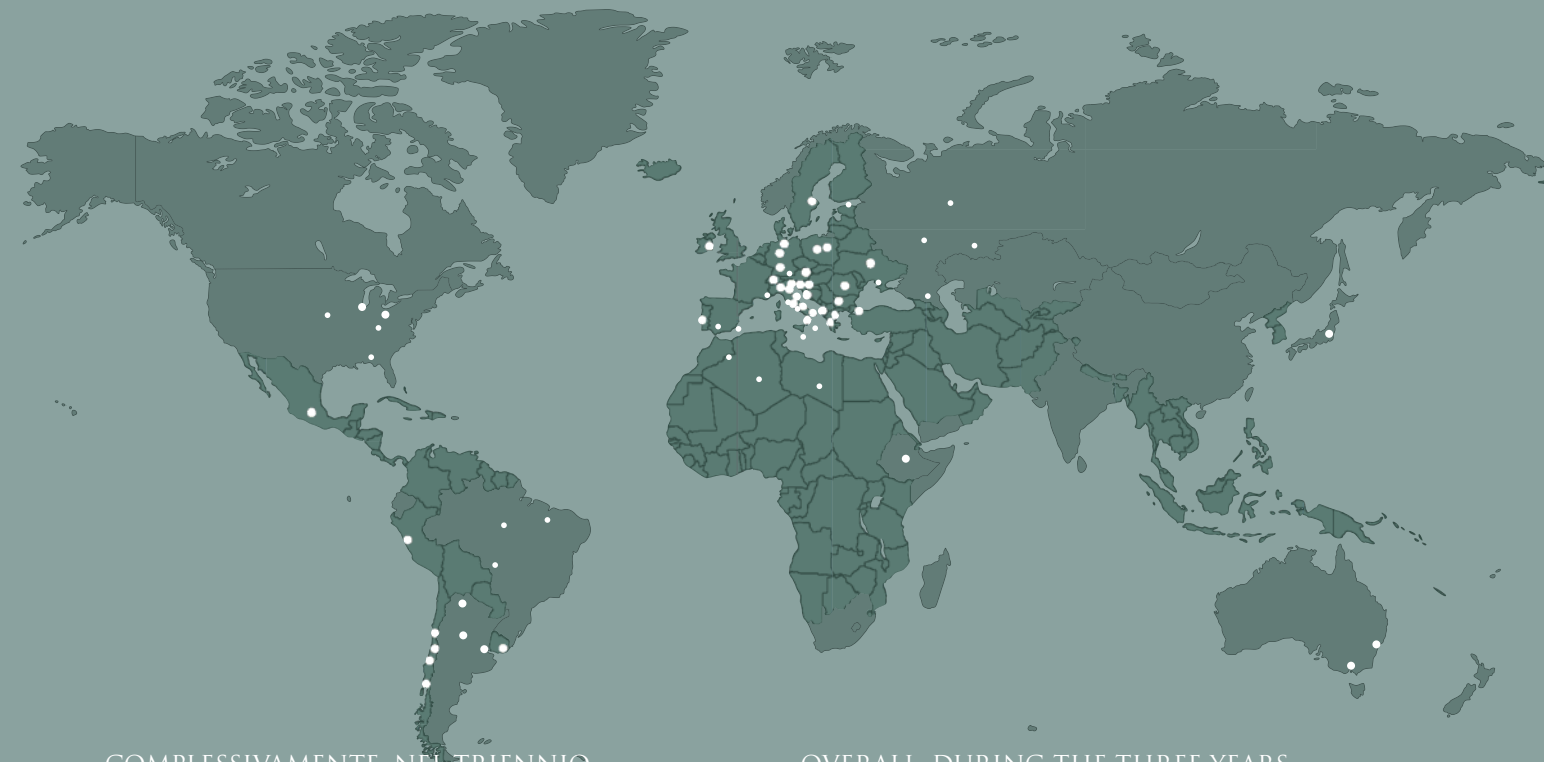 COMPLESSIVAMENTE, NEL TRIENNIO
OVERALL, DURING THE THREE YEARS